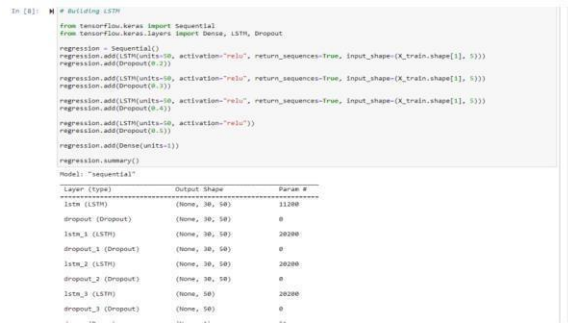 In [8]:
# Building LSTM
from tensorflow.keras import Sequential
from tensorflow.keras.layers import Dense, LSTM, Dropout
regression = Sequential()
regression.add(LSTM(units=50, activation="relu", return_sequences=True, input_shape=(X_train.shape[1], 5)))
regression.add(Dropout(0.2))
regression.add(LSTM(units=50, activation="relu", return_sequences=True, input_shape=(X_train.shape[1], 5)))
regression.add(Dropout(0.3))
regression.add(LSTM(units=50, activation="relu", return_sequences=True, input_shape=(X_train.shape[1], 5)))
regression.add(Dropout(0.4))
regression.add(LSTM(units=50, activation="relu"))
regression.add(Dropout(0.5))
regression.add(Dense(units=1))
regression.summary()
Model: "sequential"
Layer (type) Output Shape Param #
lstm (LSTM) (None, 30, 50) 11200
dropout (Dropout) (None, 30, 50) 0
lstm_1 (LSTM) (None, 30, 50) 20200
dropout_1 (Dropout) (None, 30, 50) 0
lstm_2 (LSTM) (None, 30, 50) 20200
dropout_2 (Dropout) (None, 30, 50) 0
lstm_3 (LSTM) (None, 50) 20200
dropout_3 (Dropout) (None, 50) 0